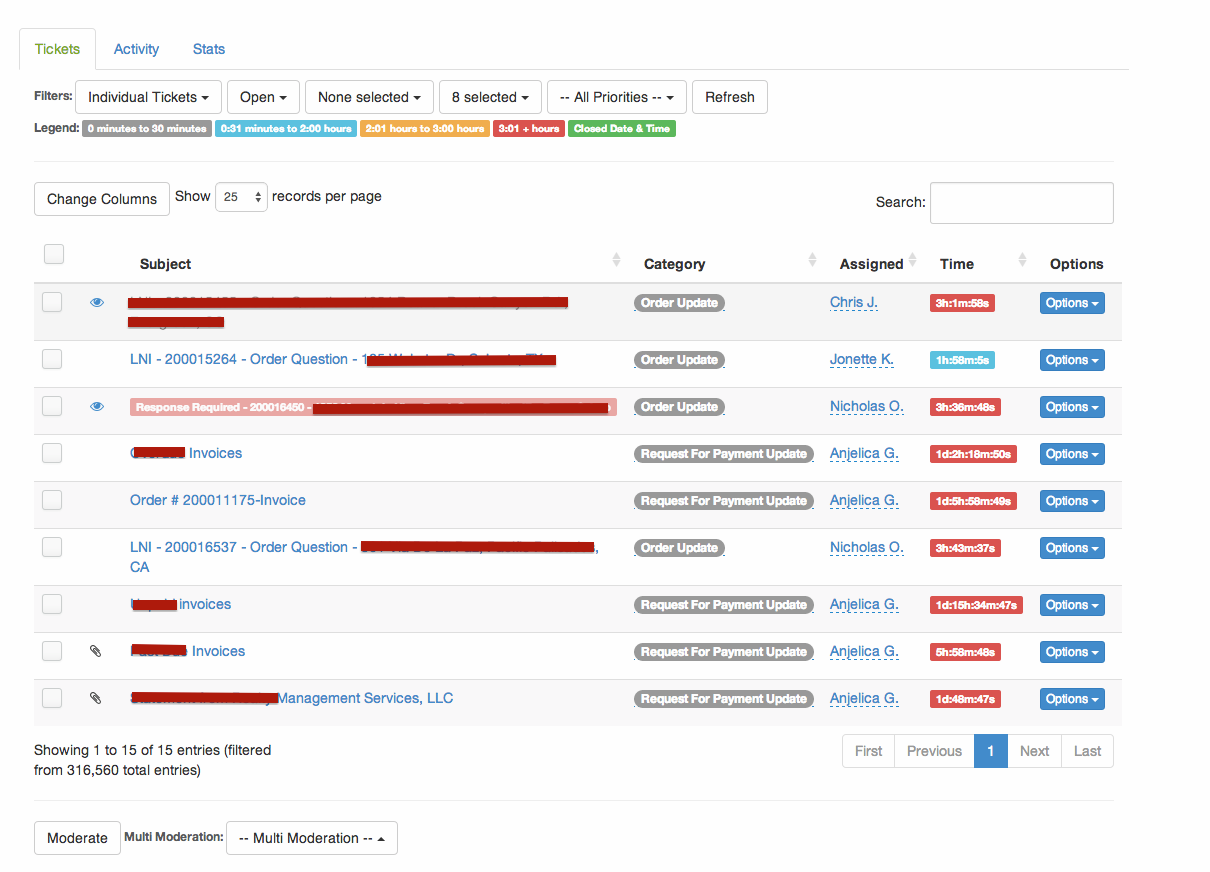 Tickets Activity Stats
Filters: Individual Tickets Open None selected 8 selected -- All Priorities -- Refresh
Legend: 0 minutes to 30 minutes 0:31 minutes to 2:00 hours 2:01 hours to 3:00 hours 3:01 + hours Closed Date & Time
Change Columns Show 25 records per page Search:
Subject Category Assigned Time Options
Order Update Chris J. 3h:1m:58s Options
LNI - 200015264 - Order Question - Order Update Jonette K. 1h:58m:5s Options
Response Required - 200016450 - Order Update Nicholas O. 3h:36m:48s Options
Invoices Request For Payment Update Anjelica G. 1d:2h:18m:50s Options
Order # 200011175-Invoice Request For Payment Update Anjelica G. 1d:5h:58m:49s Options
LNI - 200016537 - Order Question - , Order Update Nicholas O. 3h:43m:37s Options
CA
invoices Request For Payment Update Anjelica G. 1d:15h:34m:47s Options
Invoices Request For Payment Update Anjelica G. 5h:58m:48s Options
Management Services, LLC Request For Payment Update Anjelica G. 1d:48m:47s Options
Showing 1 to 15 of 15 entries (filtered
from 316,560 total entries)
First Previous 1 Next Last
Moderate Multi Moderation: -- Multi Moderation --